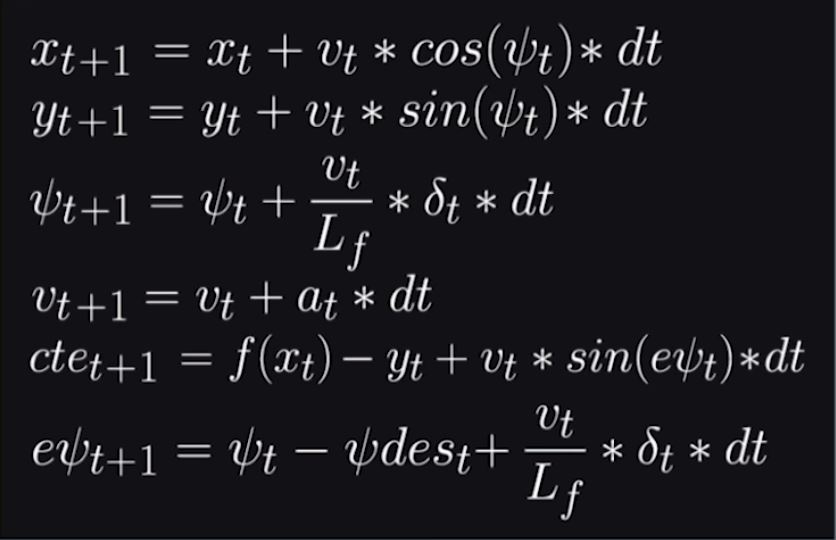 x_{t+1} = x_t + v_t * cos(ψ_t) * dt
y_{t+1} = y_t + v_t * sin(ψ_t) * dt
ψ_{t+1} = ψ_t + \frac{v_t}{L_f} * δ_t * dt
v_{t+1} = v_t + a_t * dt
cte_{t+1} = f(x_t) − y_t + v_t * sin(eψ_t) * dt
eψ_{t+1} = ψ_t − ψdes_t + \frac{v_t}{L_f} * δ_t * dt